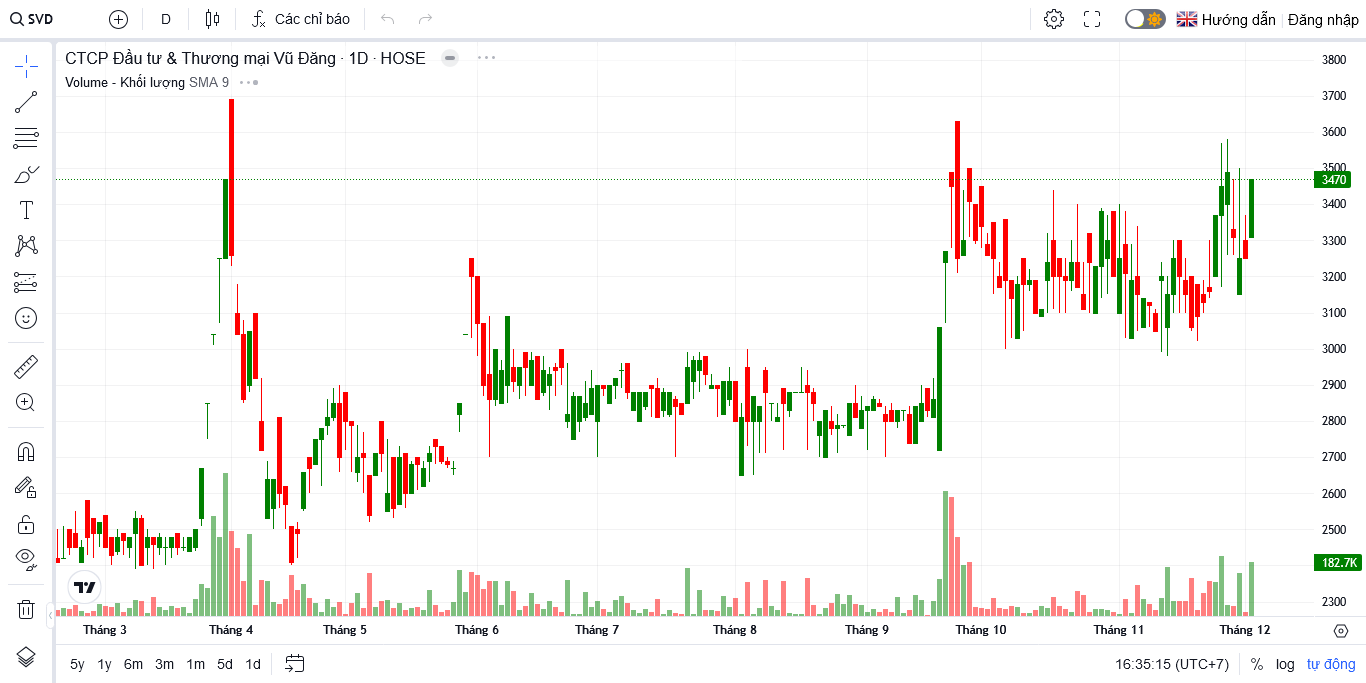 SVD D Các chỉ báo Hướng dẫn Đăng nhập
CTCP Đầu tư & Thương mại Vũ Đăng · 1D · HOSE
Volume - Khối lượng SMA 9
3800
3700
3600
3500
3470
3400
3300
3200
3100
3000
2900
2800
2700
2600
2500
182.7K
2300
Tháng 3 Tháng 4 Tháng 5 Tháng 6 Tháng 7 Tháng 8 Tháng 9 Tháng 10 Tháng 11 Tháng 12
5y 1y 6m 3m 1m 5d 1d 16:35:15 (UTC+7) % log tự động